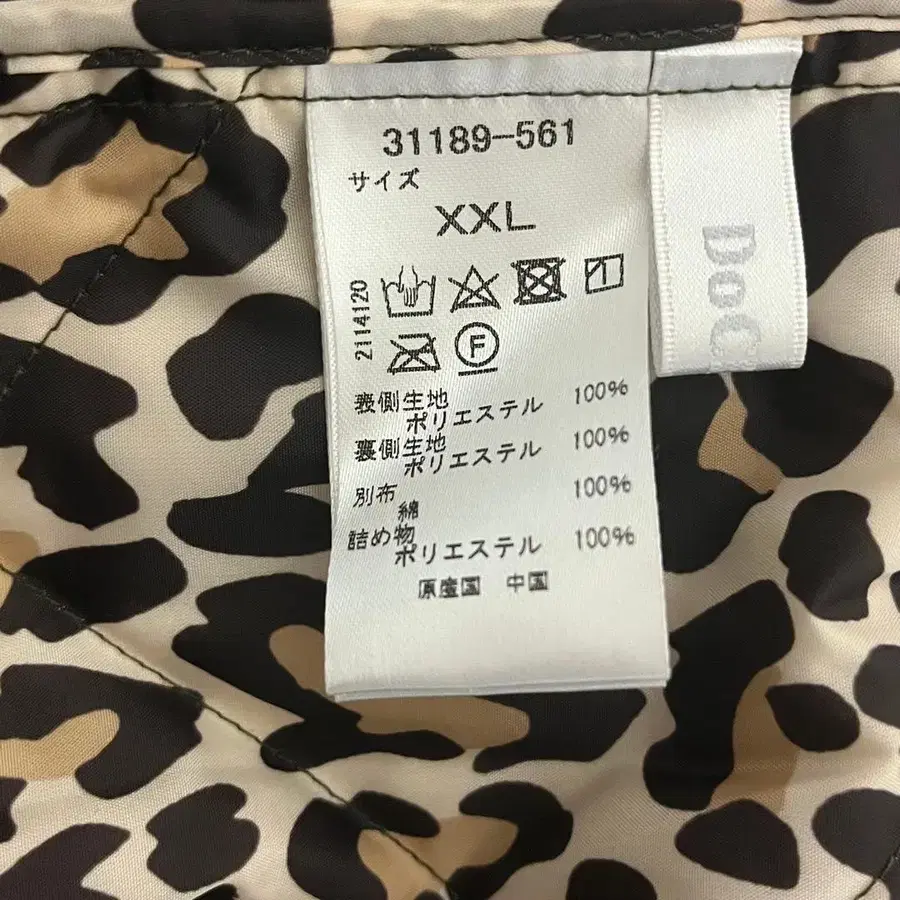 31189-561
サイズ
XXL
2114120
F
表側生地
ポリエステル 100%
裏側生地
ポリエステル 100%
別布
綿 100%
詰め物
ポリエステル 100%
原産国 中国
DoC